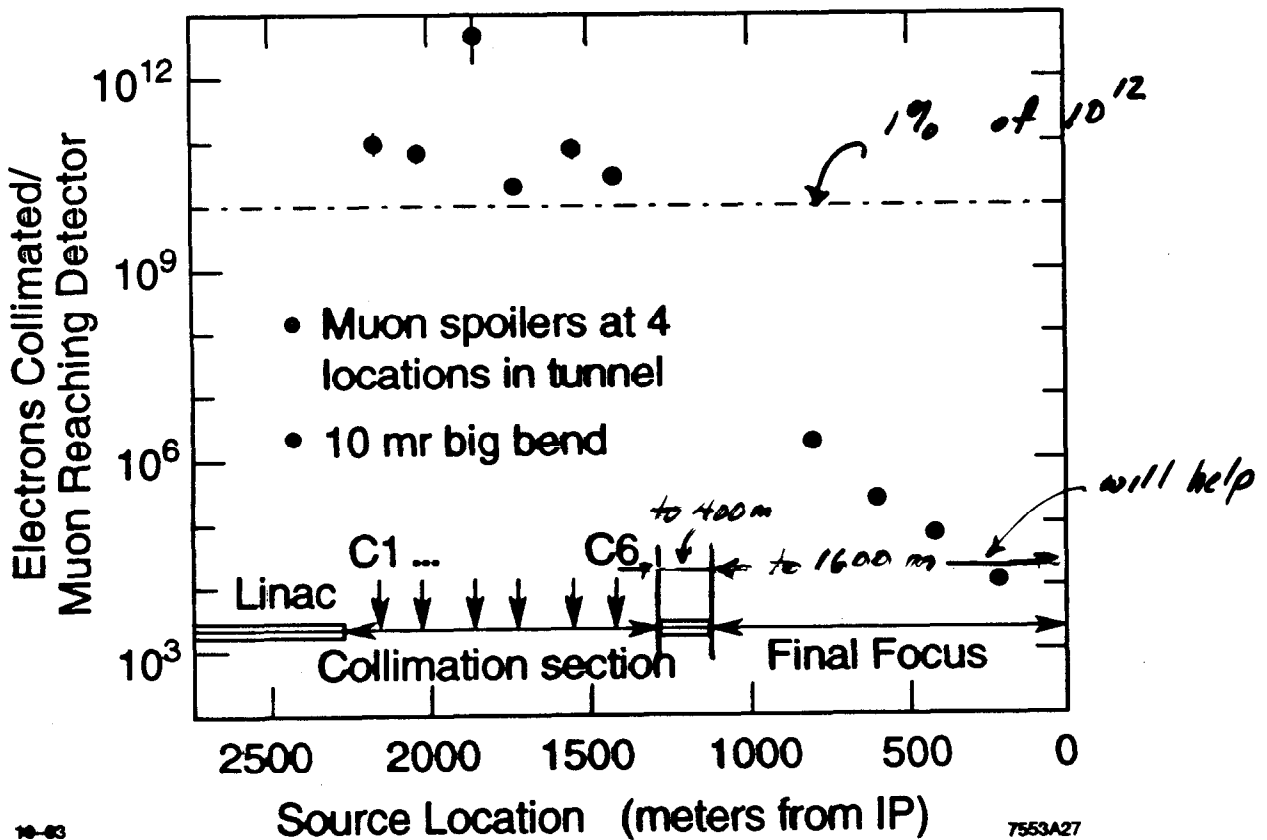 Electrons Collimated/
Muon Reaching Detector
10^12
10^9
10^6
10^3
1% of 10^12
• Muon spoilers at 4
locations in tunnel
• 10 mr big bend
will help
to 400 m
C1 ... C6
to 1600 m
Linac
Collimation section
Final Focus
2500 2000 1500 1000 500 0
Source Location (meters from IP)
7553A27